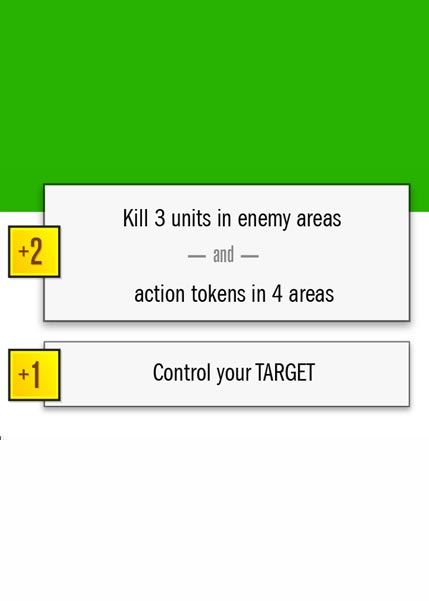 Kill 3 units in enemy areas
+2
— and —
action tokens in 4 areas
+1
Control your TARGET